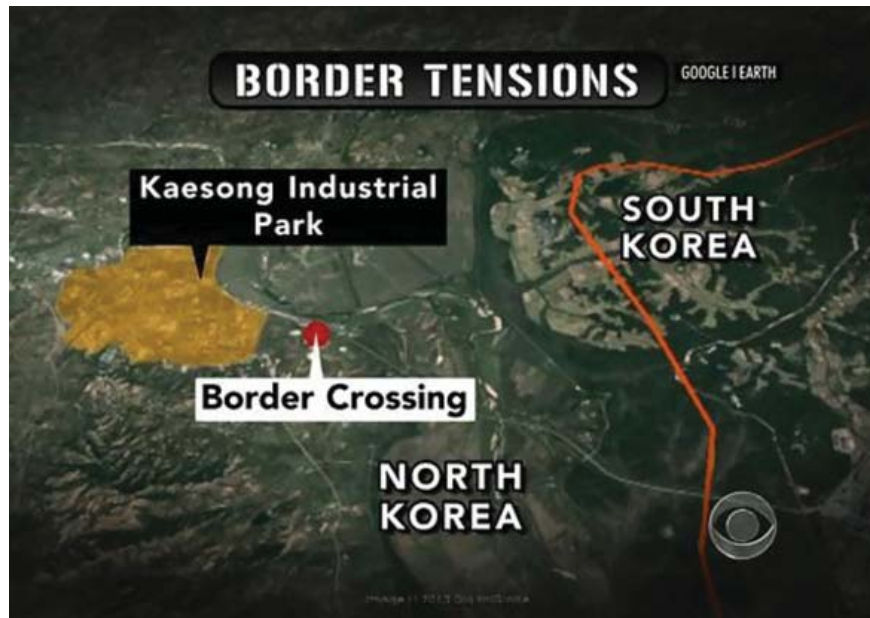 BORDER TENSIONS
GOOGLE | EARTH
Kaesong Industrial
Park
SOUTH
KOREA
Border Crossing
NORTH
KOREA